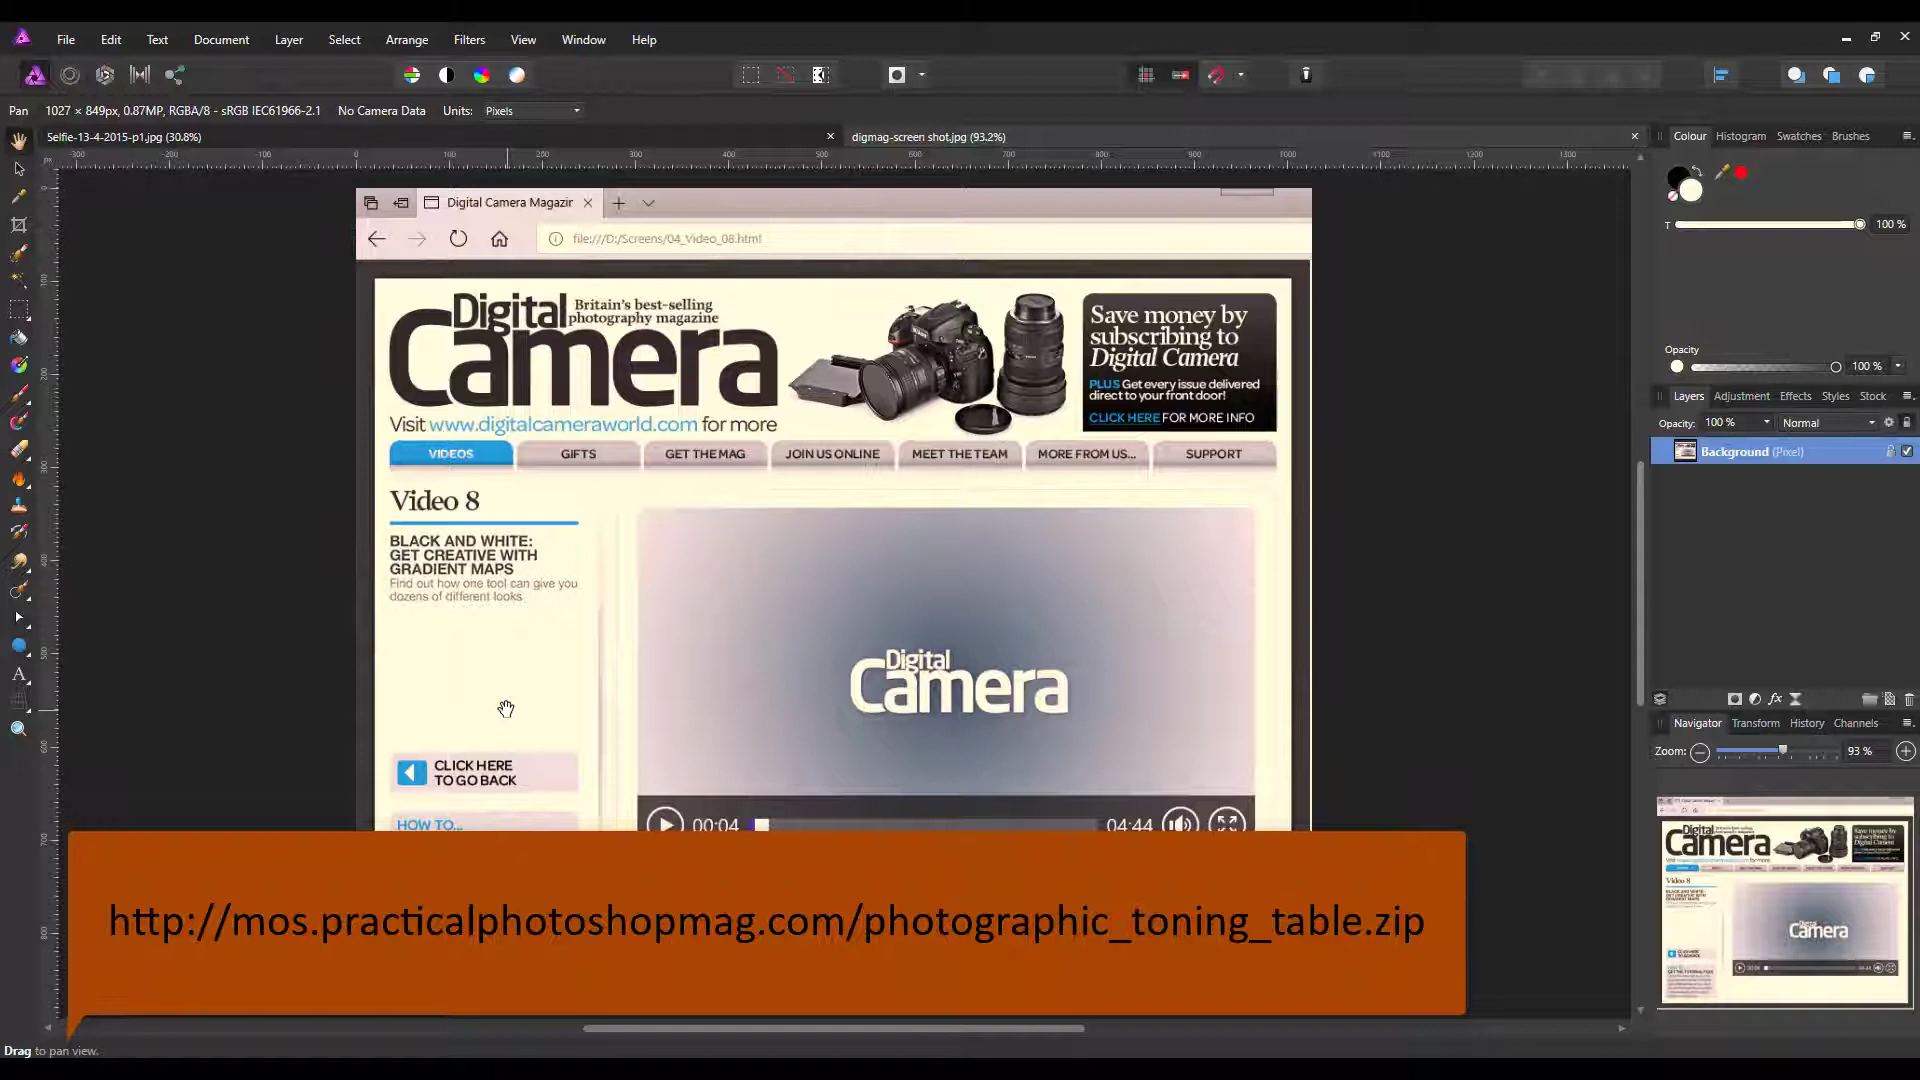 File Edit Text Document Layer Select Arrange Filters View Window Help
Pan 1027 × 849px, 0.87MP, RGBA/8 - sRGB IEC61966-2.1 No Camera Data Units: Pixels
Selfie-13-4-2015-p1.jpg (30.8%)
digmag-screen shot.jpg (93.2%)
Colour Histogram Swatches Brushes
T 100 %
Opacity
100 %
Layers Adjustment Effects Styles Stock
Opacity: 100 % Normal
Background (Pixel)
Navigator Transform History Channels
Zoom: 93 %
Digital Camera Magazin
file:///D:/Screens/04_Video_08.html
Digital
Camera
Britain's best-selling
photography magazine
Visit www.digitalcameraworld.com for more
Save money by
subscribing to
Digital Camera
PLUS Get every issue delivered
direct to your front door!
CLICK HERE FOR MORE INFO
VIDEOS GIFTS GET THE MAG JOIN US ONLINE MEET THE TEAM MORE FROM US... SUPPORT
Video 8
BLACK AND WHITE:
GET CREATIVE WITH
GRADIENT MAPS
Find out how one tool can give you
dozens of different looks
Digital
Camera
CLICK HERE
TO GO BACK
HOW TO...
00:04 04:44
http://mos.practicalphotoshopmag.com/photographic_toning_table.zip
Drag to pan view.